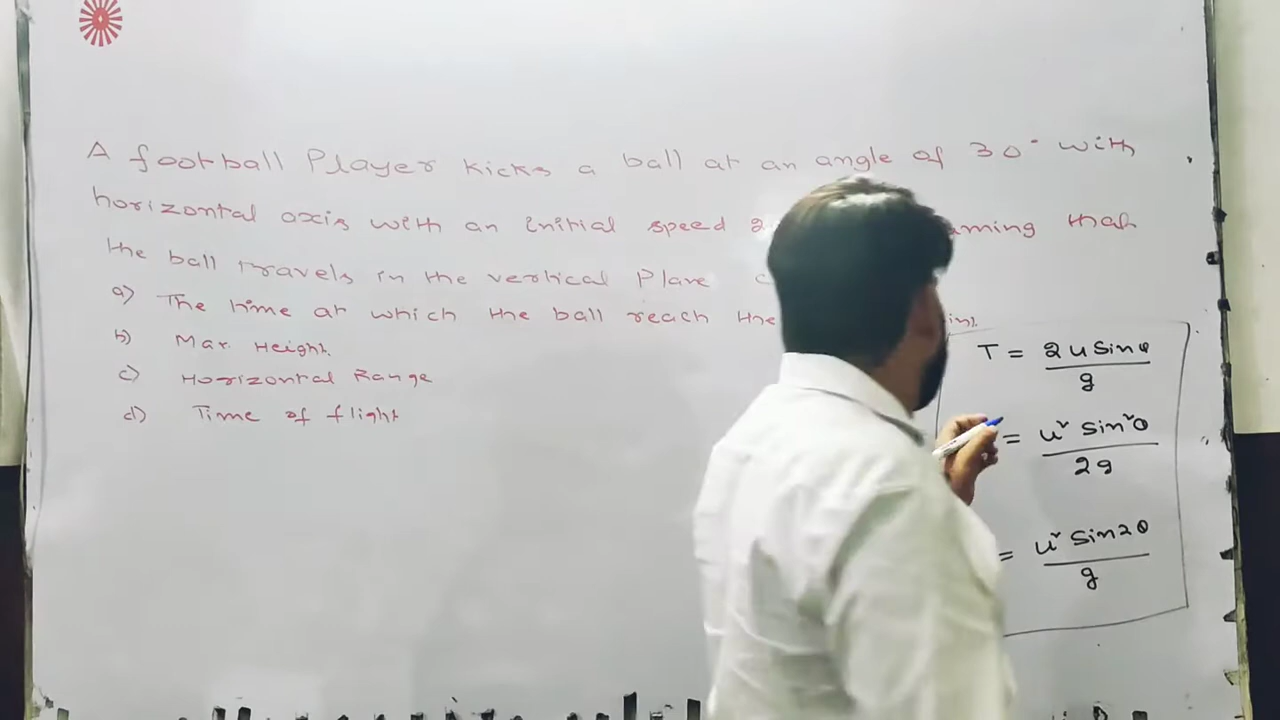 A football Player kicks a ball at an angle of 30° with
horizontal axis with an initial speed 2 that
the ball travels in the vertical Plane
a) The time at which the ball reach the
b) Max Height.
c) Horizontal Range
d) Time of flight
T = 2u Sinθ / g
= u² Sin²θ / 2g
= u² Sin2θ / g